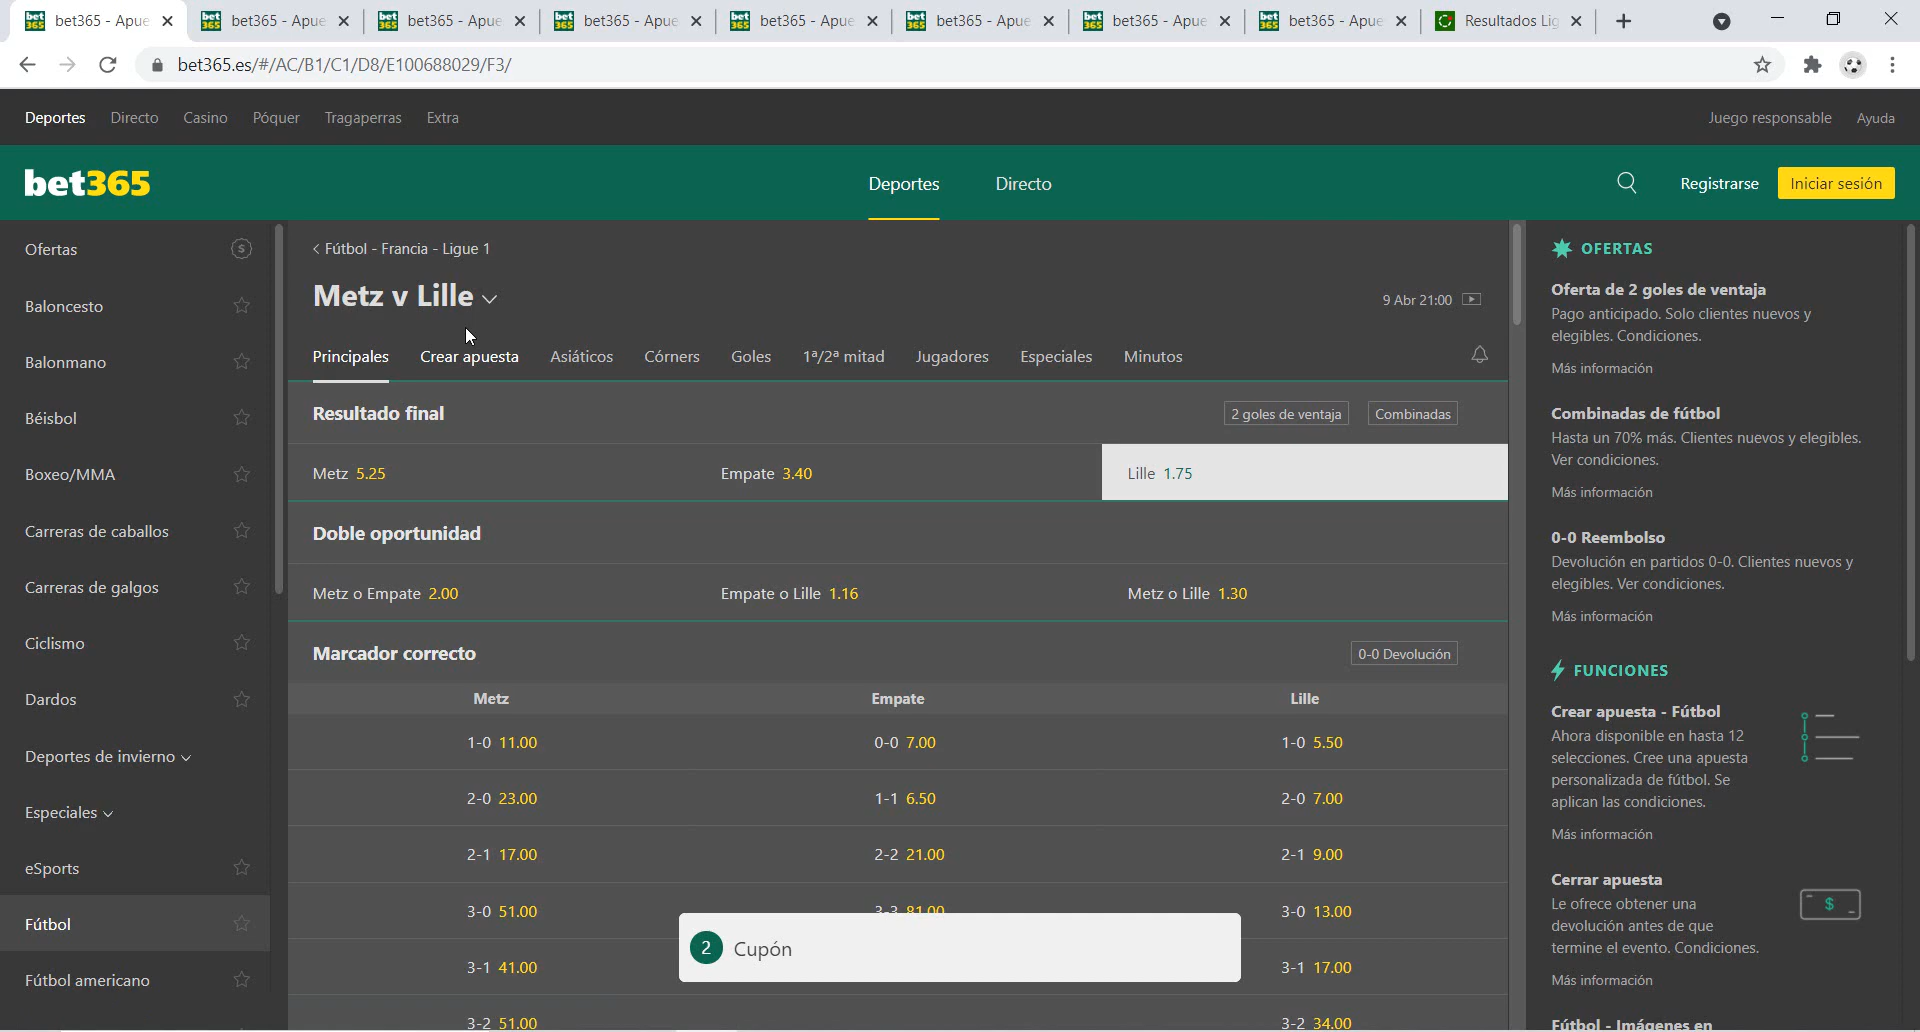 bet365 - Apue
bet365 - Apue
bet365 - Apue
bet365 - Apue
bet365 - Apue
bet365 - Apue
bet365 - Apue
bet365 - Apue
Resultados Lig
bet365.es/#/AC/B1/C1/D8/E100688029/F3/
Deportes Directo Casino Póquer Tragaperras Extra
Juego responsable Ayuda
bet365
Deportes Directo
Registrarse Iniciar sesión
Ofertas
Baloncesto
Balonmano
Béisbol
Boxeo/MMA
Carreras de caballos
Carreras de galgos
Ciclismo
Dardos
Deportes de invierno
Especiales
eSports
Fútbol
Fútbol americano
< Fútbol - Francia - Ligue 1
Metz v Lille
9 Abr 21:00
Principales Crear apuesta Asiáticos Córners Goles 1ª/2ª mitad Jugadores Especiales Minutos
Resultado final
2 goles de ventaja Combinadas
Metz 5.25 Empate 3.40 Lille 1.75
Doble oportunidad
Metz o Empate 2.00 Empate o Lille 1.16 Metz o Lille 1.30
Marcador correcto
0-0 Devolución
Metz Empate Lille
1-0 11.00 0-0 7.00 1-0 5.50
2-0 23.00 1-1 6.50 2-0 7.00
2-1 17.00 2-2 21.00 2-1 9.00
3-0 51.00 3-3 81.00 3-0 13.00
3-1 41.00 3-1 17.00
3-2 51.00 3-2 34.00
2 Cupón
OFERTAS
Oferta de 2 goles de ventaja
Pago anticipado. Solo clientes nuevos y
elegibles. Condiciones.
Más información
Combinadas de fútbol
Hasta un 70% más. Clientes nuevos y elegibles.
Ver condiciones.
Más información
0-0 Reembolso
Devolución en partidos 0-0. Clientes nuevos y
elegibles. Ver condiciones.
Más información
FUNCIONES
Crear apuesta - Fútbol
Ahora disponible en hasta 12
selecciones. Cree una apuesta
personalizada de fútbol. Se
aplican las condiciones.
Más información
Cerrar apuesta
Le ofrece obtener una
devolución antes de que
termine el evento. Condiciones.
Más información
Fútbol - Imágenes en